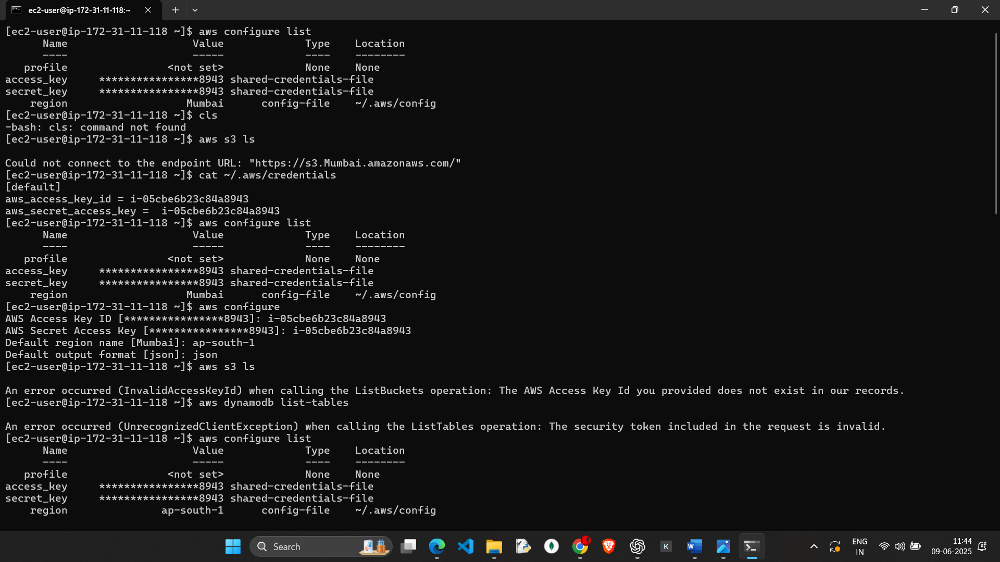 ec2-user@ip-172-31-11-118:~
[ec2-user@ip-172-31-11-118 ~]$ aws configure list
      Name                    Value             Type    Location
      ----                    -----             ----    --------
   profile                <not set>             None    None
access_key     ****************8943 shared-credentials-file
secret_key     ****************8943 shared-credentials-file
    region                   Mumbai      config-file    ~/.aws/config
[ec2-user@ip-172-31-11-118 ~]$ cls
-bash: cls: command not found
[ec2-user@ip-172-31-11-118 ~]$ aws s3 ls

Could not connect to the endpoint URL: "https://s3.Mumbai.amazonaws.com/"
[ec2-user@ip-172-31-11-118 ~]$ cat ~/.aws/credentials
[default]
aws_access_key_id = i-05cbe6b23c84a8943
aws_secret_access_key =  i-05cbe6b23c84a8943
[ec2-user@ip-172-31-11-118 ~]$ aws configure list
      Name                    Value             Type    Location
      ----                    -----             ----    --------
   profile                <not set>             None    None
access_key     ****************8943 shared-credentials-file
secret_key     ****************8943 shared-credentials-file
    region                   Mumbai      config-file    ~/.aws/config
[ec2-user@ip-172-31-11-118 ~]$ aws configure
AWS Access Key ID [****************8943]: i-05cbe6b23c84a8943
AWS Secret Access Key [****************8943]: i-05cbe6b23c84a8943
Default region name [Mumbai]: ap-south-1
Default output format [json]: json
[ec2-user@ip-172-31-11-118 ~]$ aws s3 ls

An error occurred (InvalidAccessKeyId) when calling the ListBuckets operation: The AWS Access Key Id you provided does not exist in our records.
[ec2-user@ip-172-31-11-118 ~]$ aws dynamodb list-tables

An error occurred (UnrecognizedClientException) when calling the ListTables operation: The security token included in the request is invalid.
[ec2-user@ip-172-31-11-118 ~]$ aws configure list
      Name                    Value             Type    Location
      ----                    -----             ----    --------
   profile                <not set>             None    None
access_key     ****************8943 shared-credentials-file
secret_key     ****************8943 shared-credentials-file
    region               ap-south-1      config-file    ~/.aws/config
Search
K
W
ENG
IN
11:44
09-06-2025